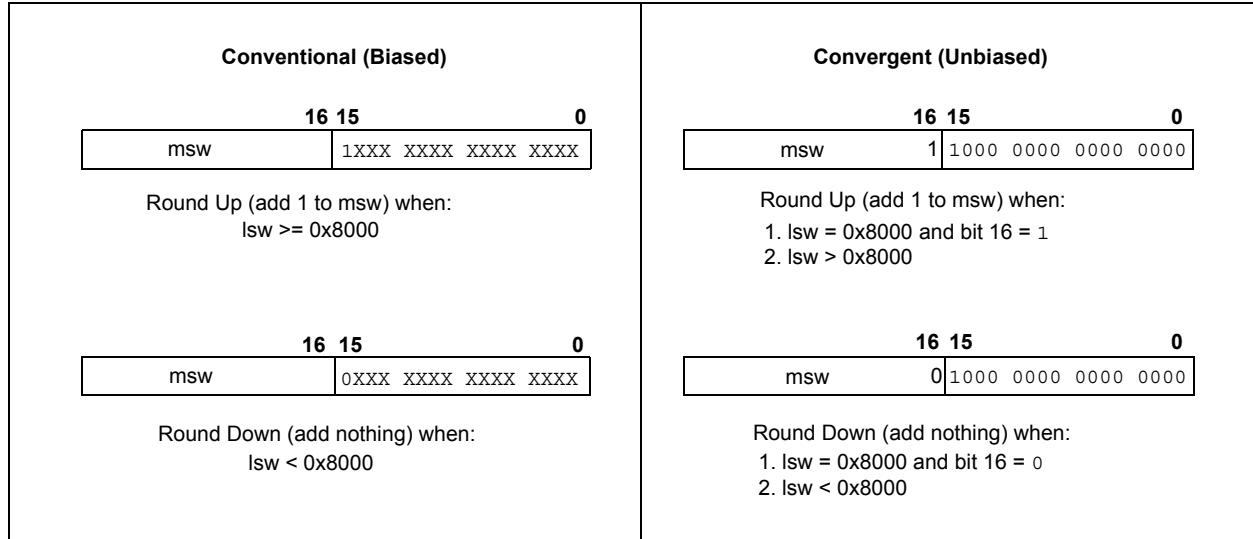 Conventional (Biased)
16 15 0
msw 1XXX XXXX XXXX XXXX
Round Up (add 1 to msw) when:
lsw >= 0x8000
16 15 0
msw 0XXX XXXX XXXX XXXX
Round Down (add nothing) when:
lsw < 0x8000
Convergent (Unbiased)
16 15 0
msw 1 1000 0000 0000 0000
Round Up (add 1 to msw) when:
1. lsw = 0x8000 and bit 16 = 1
2. lsw > 0x8000
16 15 0
msw 0 1000 0000 0000 0000
Round Down (add nothing) when:
1. lsw = 0x8000 and bit 16 = 0
2. lsw < 0x8000